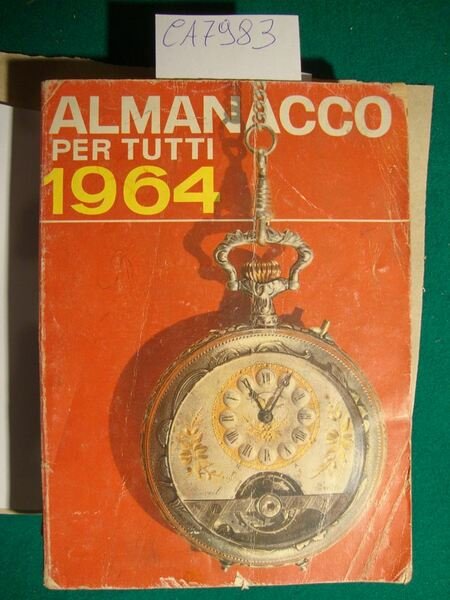 CA7983
ALMANACCO
PER TUTTI
1964